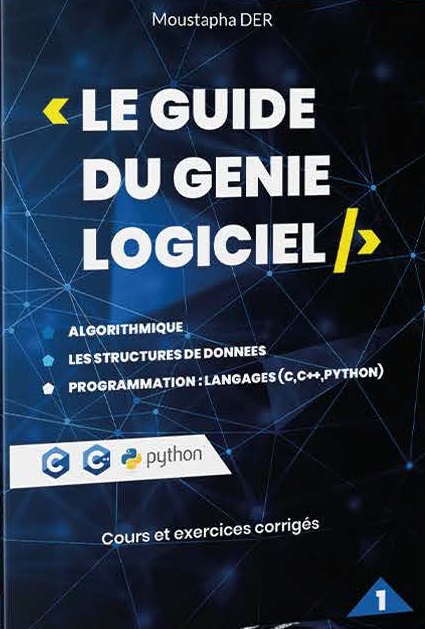 Moustapha DER
LE GUIDE
DU GENIE
LOGICIEL />
ALGORITHMIQUE
LES STRUCTURES DE DONNEES
PROGRAMMATION : LANGAGES (C,C++,PYTHON)
C C++ python
Cours et exercices corrigés
1